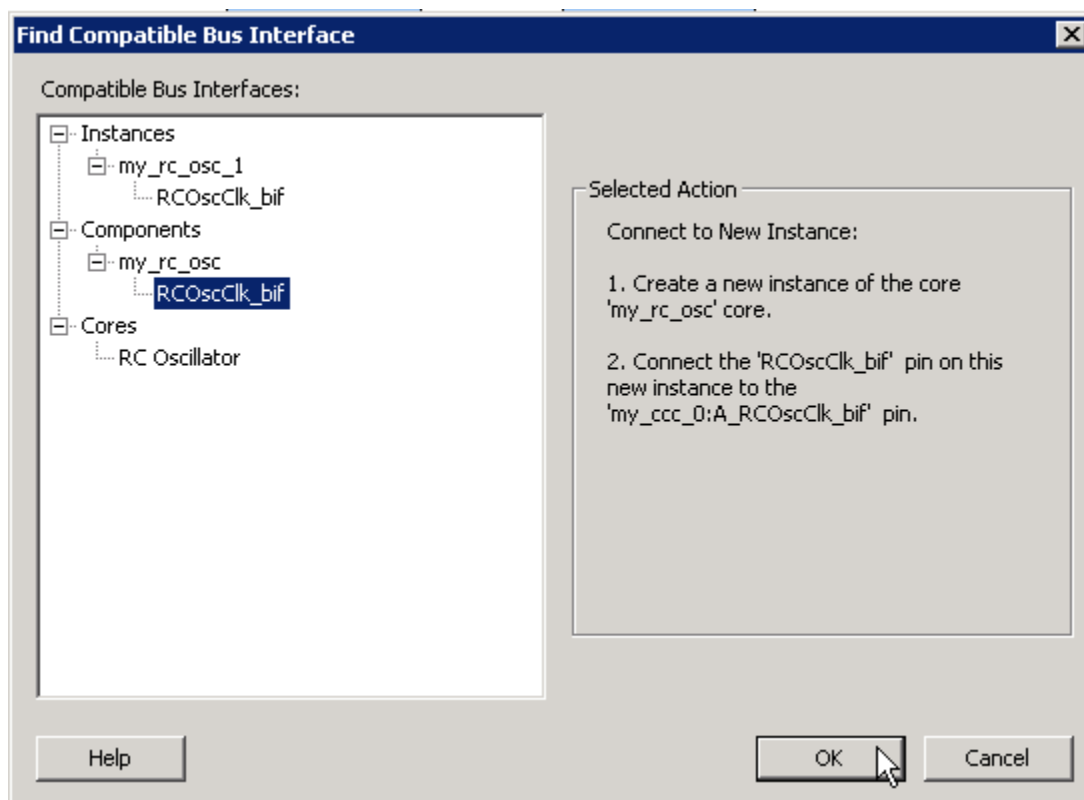 Find Compatible Bus Interface
Compatible Bus Interfaces:
Instances
my_rc_osc_1
RCOscClk_bif
Components
my_rc_osc
RCOscClk_bif
Cores
RC Oscillator
Selected Action
Connect to New Instance:
1. Create a new instance of the core
'my_rc_osc' core.
2. Connect the 'RCOscClk_bif' pin on this
new instance to the
'my_ccc_0:A_RCOscClk_bif' pin.
Help
OK
Cancel